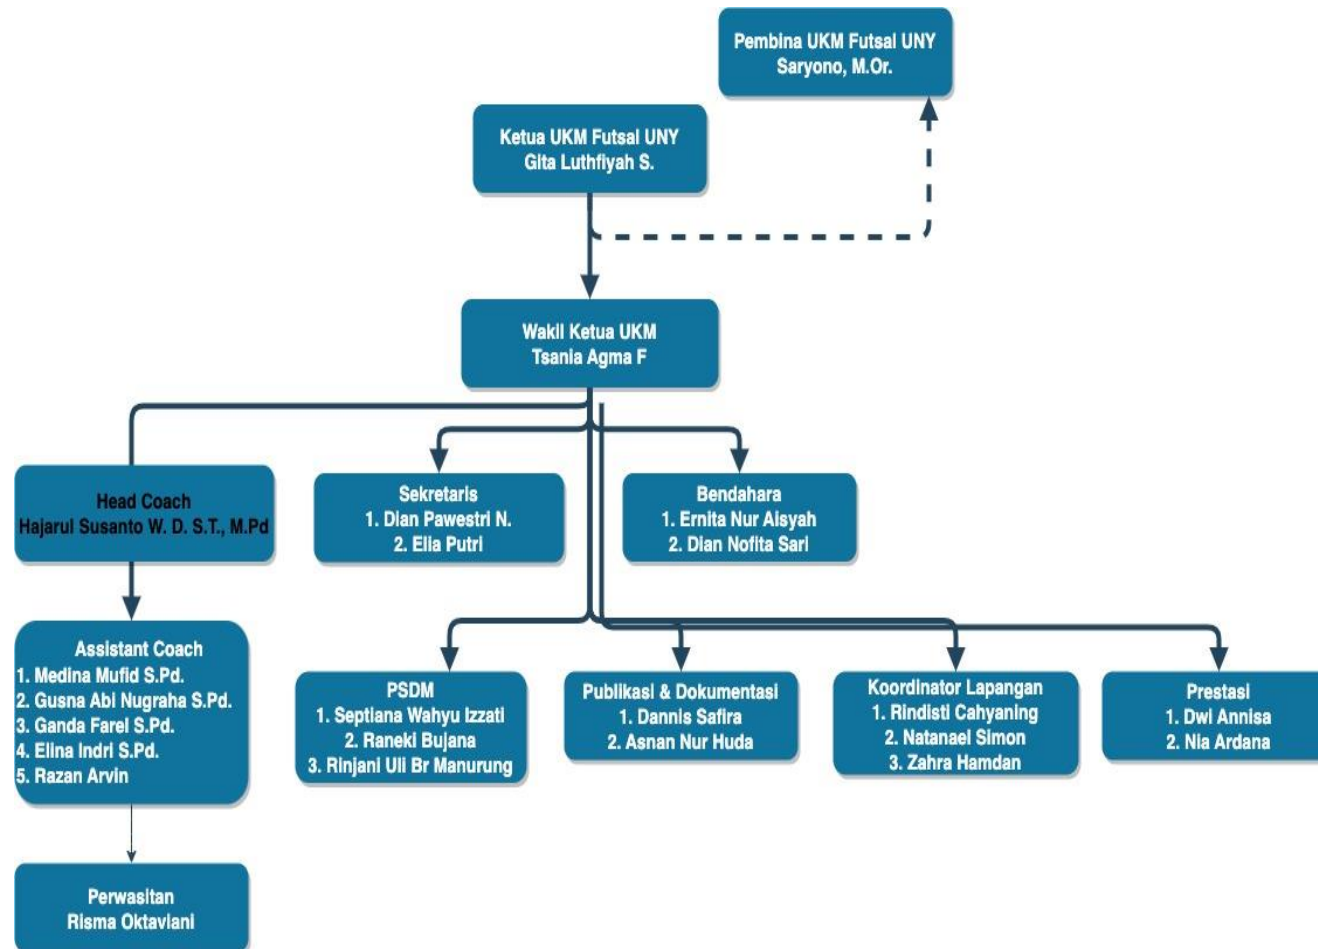 Pembina UKM Futsal UNY
Saryono, M.Or.
Ketua UKM Futsal UNY
Gita Luthfiyah S.
Wakil Ketua UKM
Tsania Agma F
Head Coach
Hajarul Susanto W. D. S.T., M.Pd
Sekretaris
1. Dian Pawestri N.
2. Elia Putri
Bendahara
1. Ernita Nur Aisyah
2. Dian Nofita Sari
Assistant Coach
1. Medina Mufid S.Pd.
2. Gusna Abi Nugraha S.Pd.
3. Ganda Farel S.Pd.
4. Elina Indri S.Pd.
5. Razan Arvin
PSDM
1. Septiana Wahyu Izzati
2. Raneki Bujana
3. Rinjani Uli Br Manurung
Publikasi & Dokumentasi
1. Dannis Safira
2. Asnan Nur Huda
Koordinator Lapangan
1. Rindisti Cahyaning
2. Natanael Simon
3. Zahra Hamdan
Prestasi
1. Dwi Annisa
2. Nia Ardana
Perwasitan
Risma Oktaviani